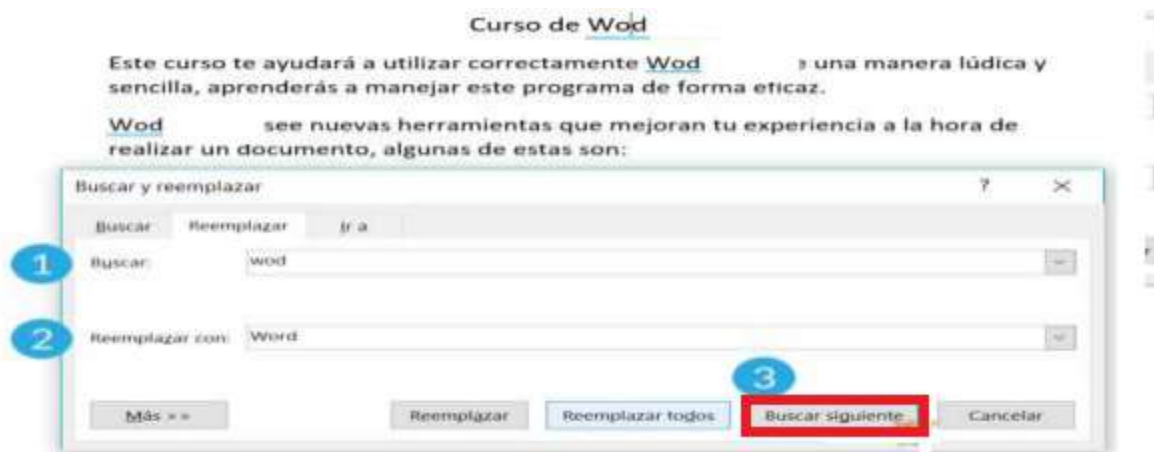 Curso de Wod
Este curso te ayudará a utilizar correctamente Wod una manera lúdica y
sencilla, aprenderás a manejar este programa de forma eficaz.
Wod see nuevas herramientas que mejoran tu experiencia a la hora de
realizar un documento, algunas de estas son:
Buscar y reemplazar ? ×
Buscar Reemplazar Ir a
1 Buscar: wod
2 Reemplazar con: Word
3
Más >> Reemplazar Reemplazar todos Buscar siguiente Cancelar